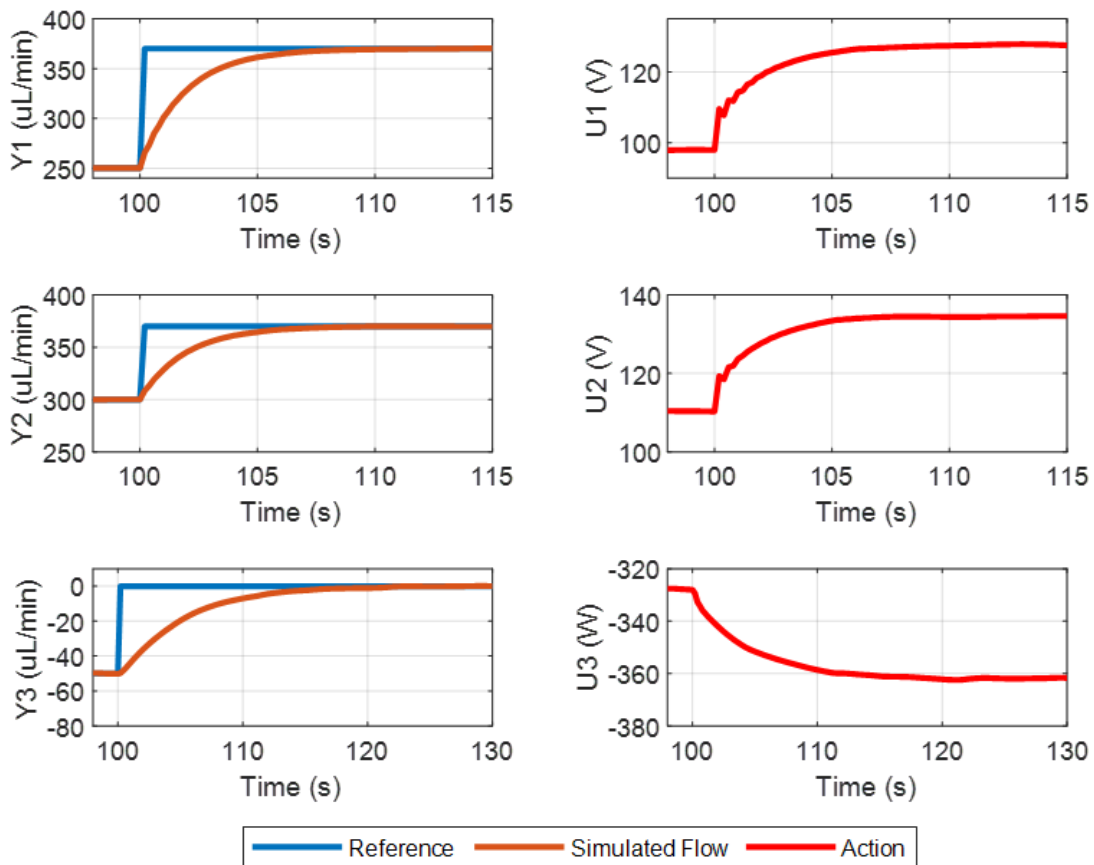 400
350
300
250
Y1 (uL/min)
100 105 110 115
Time (s)
120
100
U1 (V)
100 105 110 115
Time (s)
400
350
300
250
Y2 (uL/min)
100 105 110 115
Time (s)
140
120
100
U2 (V)
100 105 110 115
Time (s)
0
-20
-40
-60
-80
Y3 (uL/min)
100 110 120 130
Time (s)
-320
-340
-360
-380
U3 (W)
100 110 120 130
Time (s)
Reference Simulated Flow Action